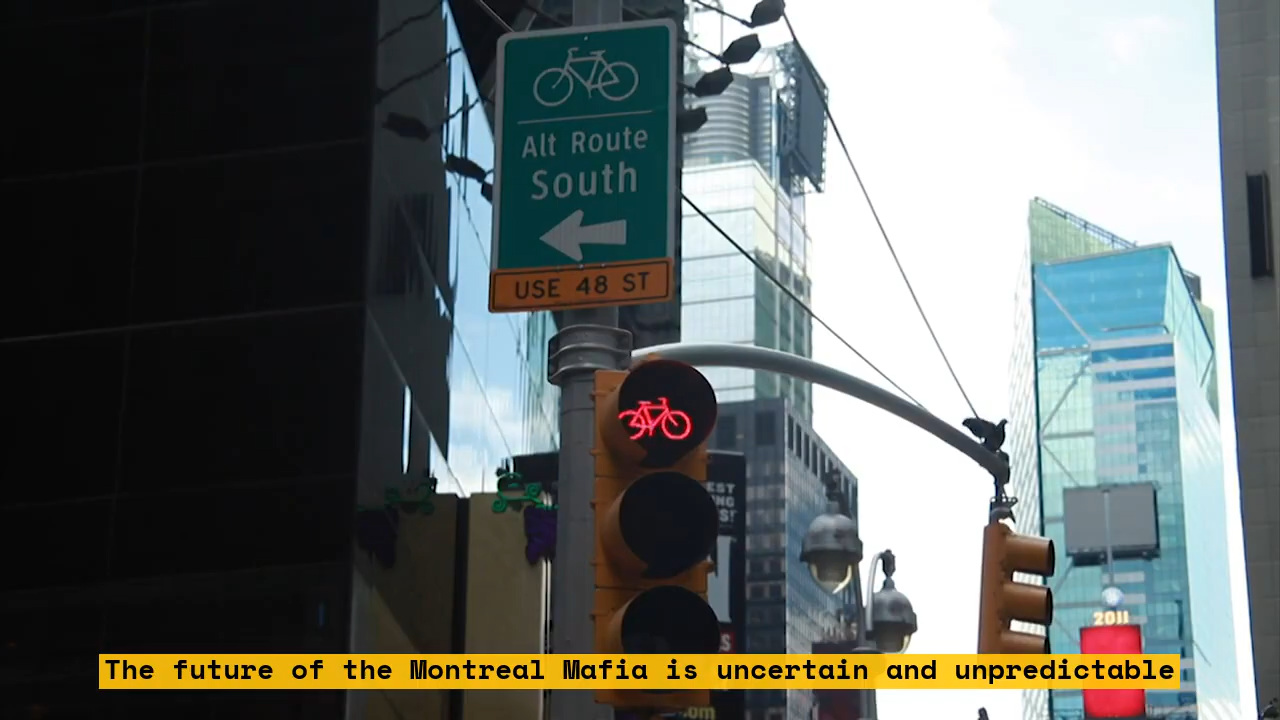 Alt Route
South
USE 48 ST
2011
The future of the Montreal Mafia is uncertain and unpredictable